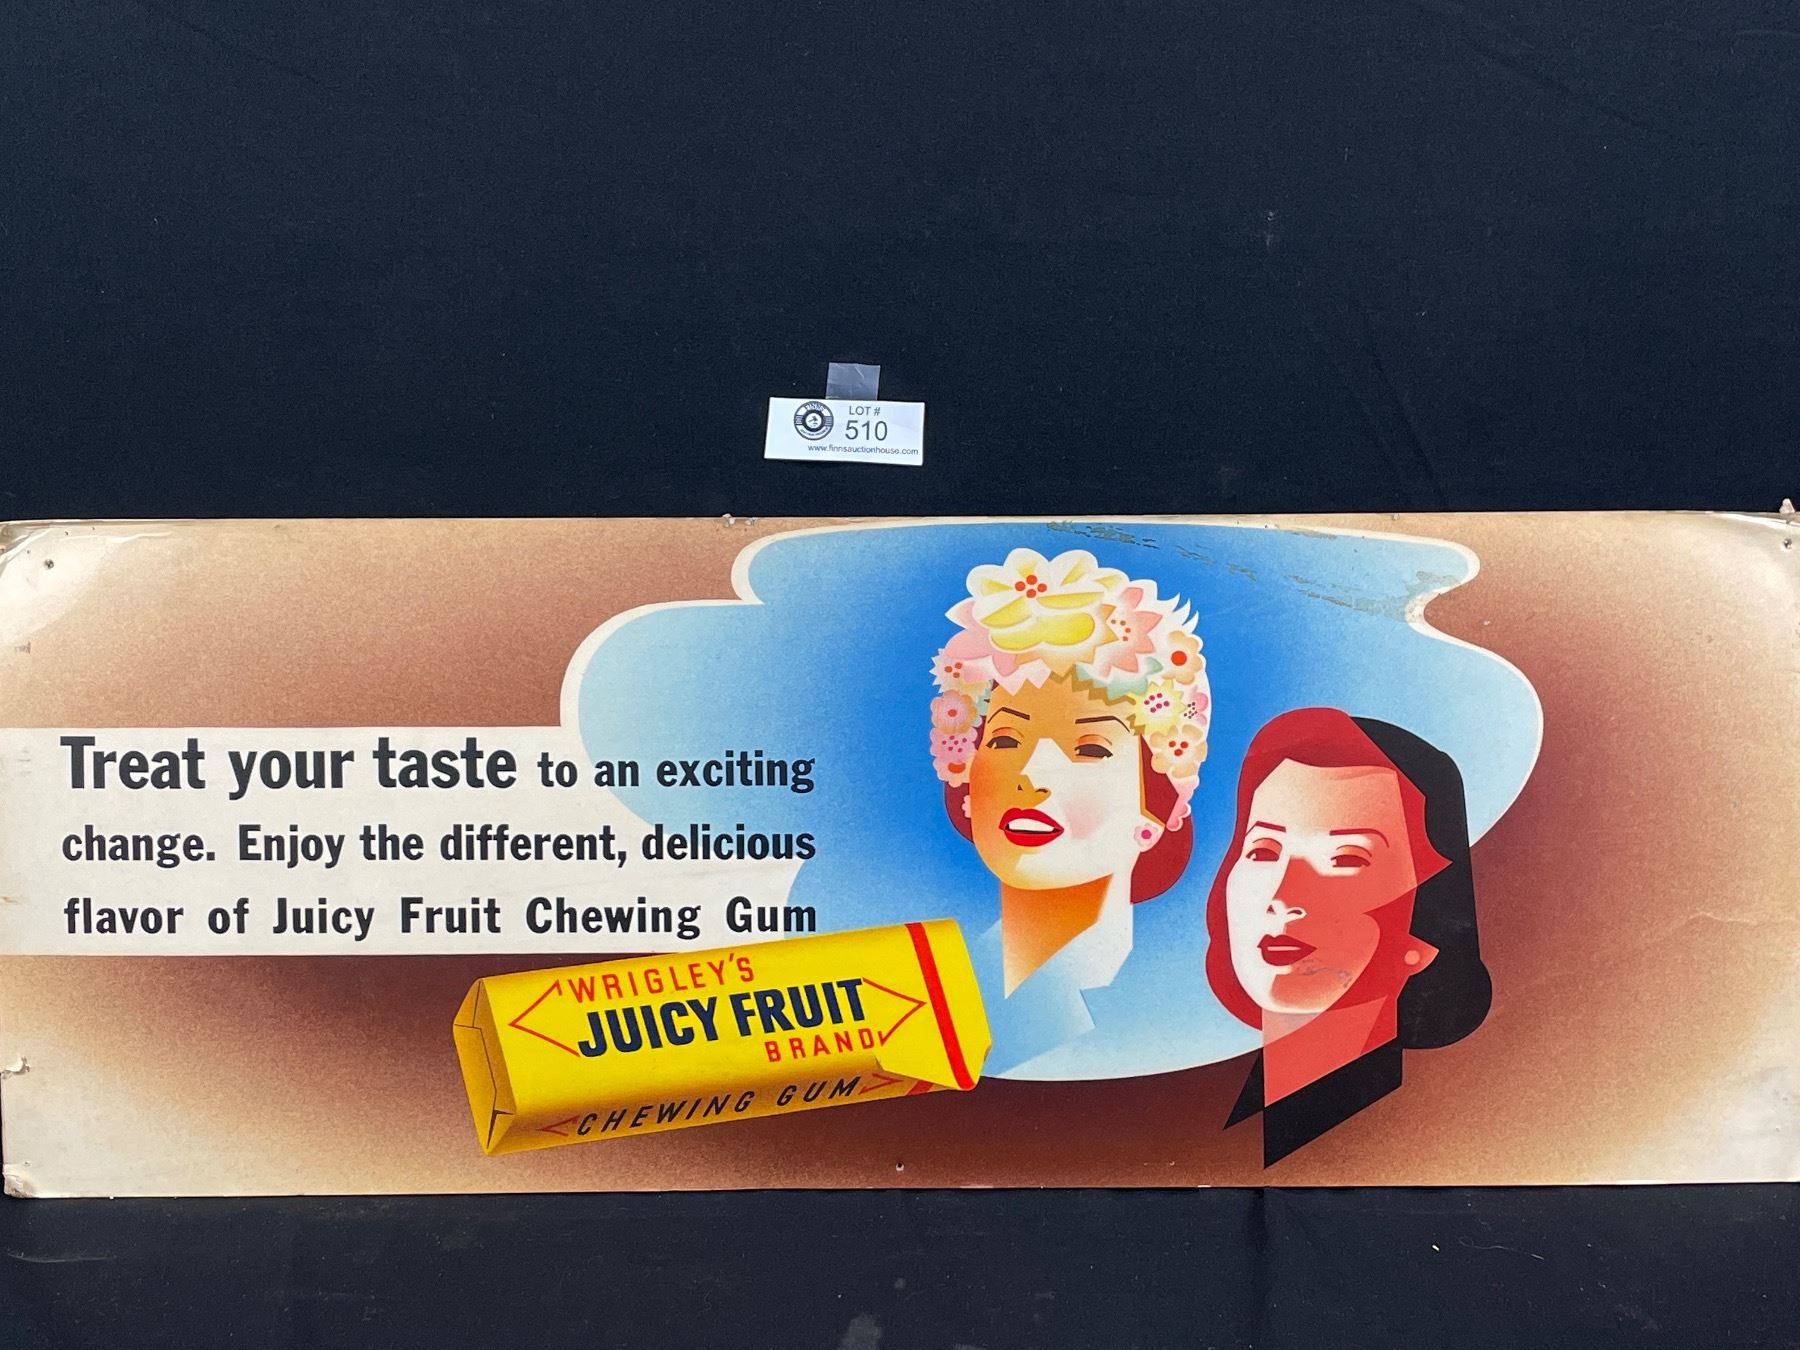 FINNS
LOT #
510
www.finnsauctionhouse.com
Treat your taste to an exciting
change. Enjoy the different, delicious
flavor of Juicy Fruit Chewing Gum
WRIGLEY'S
JUICY FRUIT
BRAND
CHEWING GUM